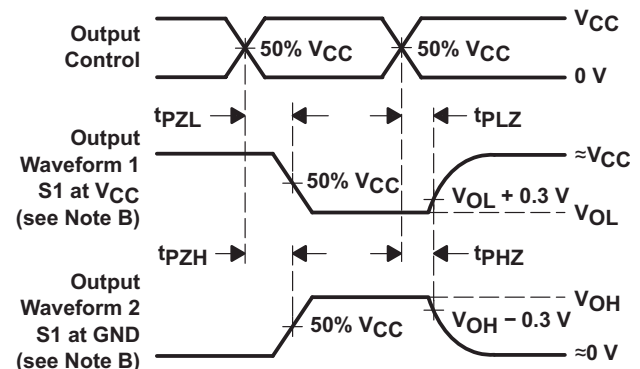 Output
Control
50% VCC
50% VCC
VCC
0 V
tPZL
tPLZ
Output
Waveform 1
S1 at VCC
(see Note B)
50% VCC
≈VCC
VOL + 0.3 V
VOL
tPZH
tPHZ
Output
Waveform 2
S1 at GND
(see Note B)
50% VCC
VOH
VOH − 0.3 V
≈0 V